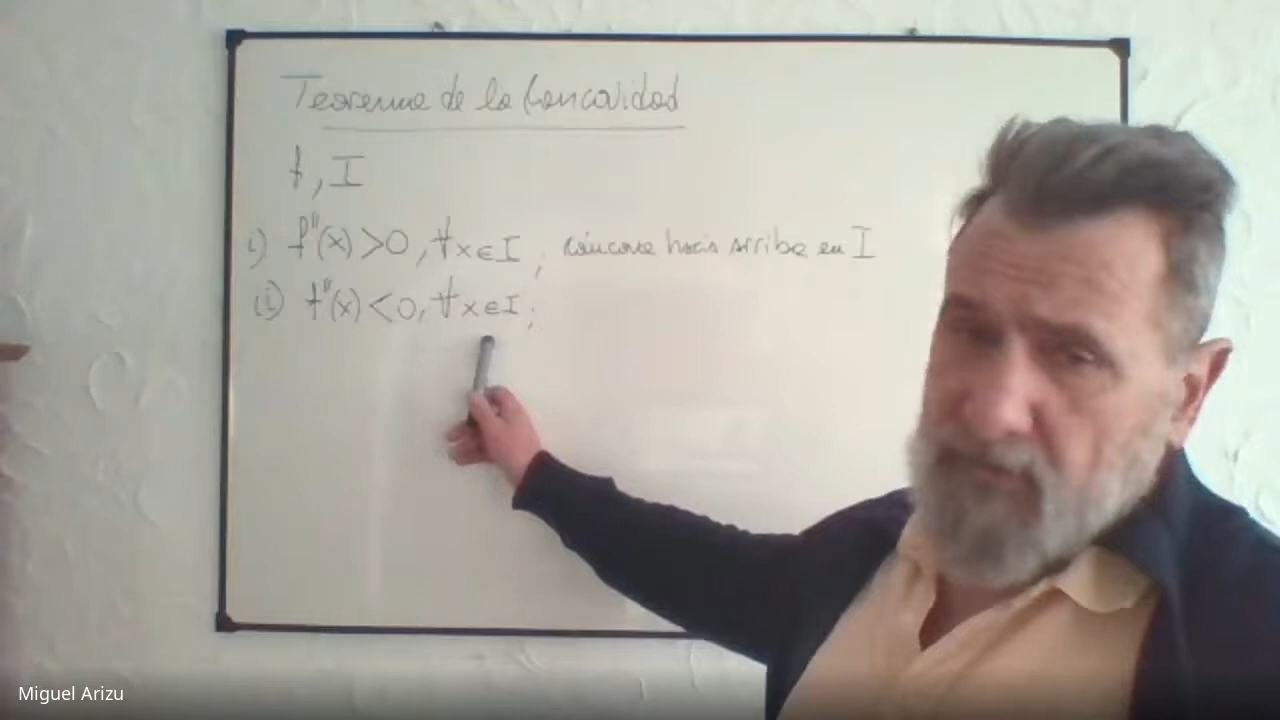 Teorema de la Concavidad
f, I
i) f''(x) > 0, ∀x∈I ; cóncava hacia arriba en I
ii) f''(x) < 0, ∀x∈I ;
Miguel Arizu